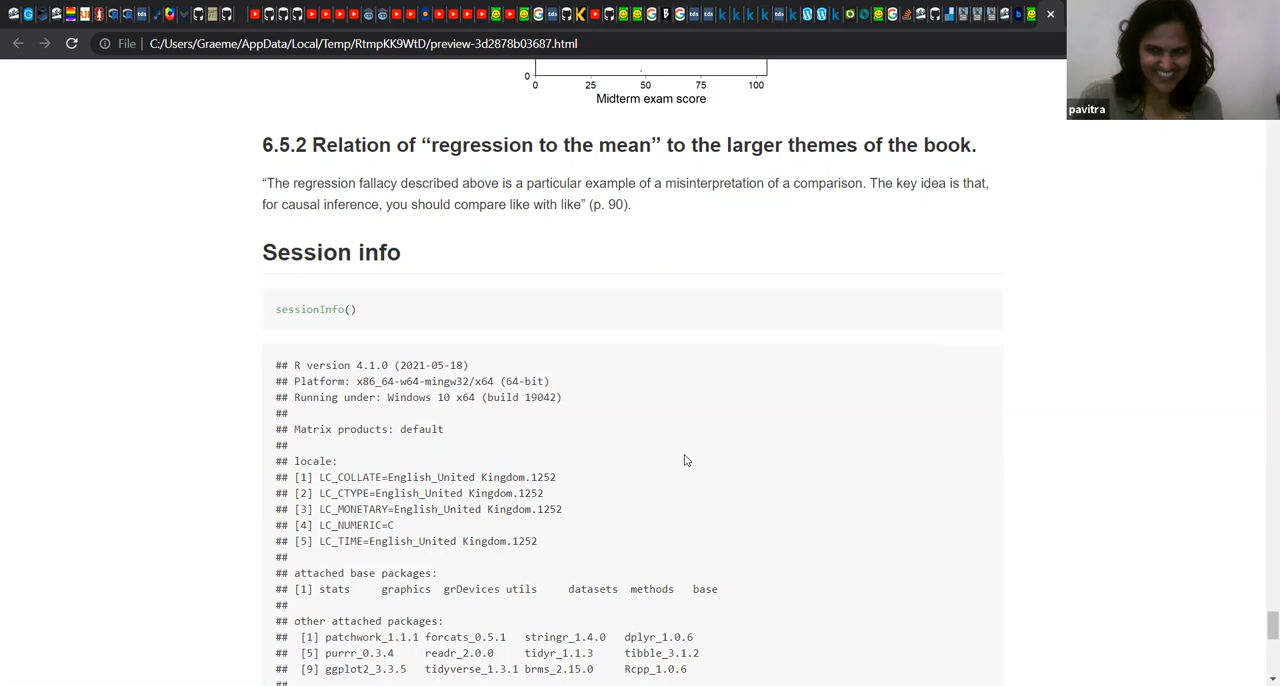 File C:/Users/Graeme/AppData/Local/Temp/RtmpKK9WtD/preview-3d2878b03687.html
pavitra
0
0 25 50 75 100
Midterm exam score
6.5.2 Relation of “regression to the mean” to the larger themes of the book.
“The regression fallacy described above is a particular example of a misinterpretation of a comparison. The key idea is that,
for causal inference, you should compare like with like” (p. 90).
Session info
sessionInfo()
## R version 4.1.0 (2021-05-18)
## Platform: x86_64-w64-mingw32/x64 (64-bit)
## Running under: Windows 10 x64 (build 19042)
##
## Matrix products: default
##
## locale:
## [1] LC_COLLATE=English_United Kingdom.1252
## [2] LC_CTYPE=English_United Kingdom.1252
## [3] LC_MONETARY=English_United Kingdom.1252
## [4] LC_NUMERIC=C
## [5] LC_TIME=English_United Kingdom.1252
##
## attached base packages:
## [1] stats graphics grDevices utils datasets methods base
##
## other attached packages:
## [1] patchwork_1.1.1 forcats_0.5.1 stringr_1.4.0 dplyr_1.0.6
## [5] purrr_0.3.4 readr_2.0.0 tidyr_1.1.3 tibble_3.1.2
## [9] ggplot2_3.3.5 tidyverse_1.3.1 brms_2.15.0 Rcpp_1.0.6
##